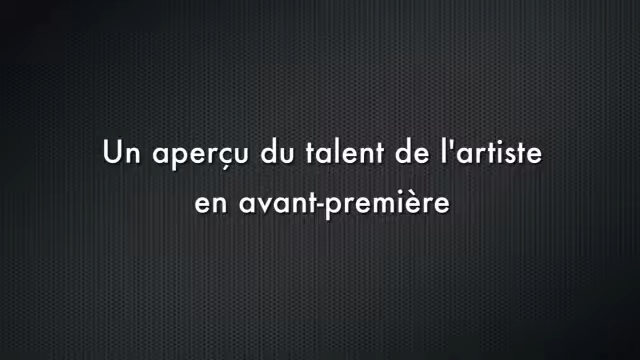 Un aperçu du talent de l'artiste
en avant-première